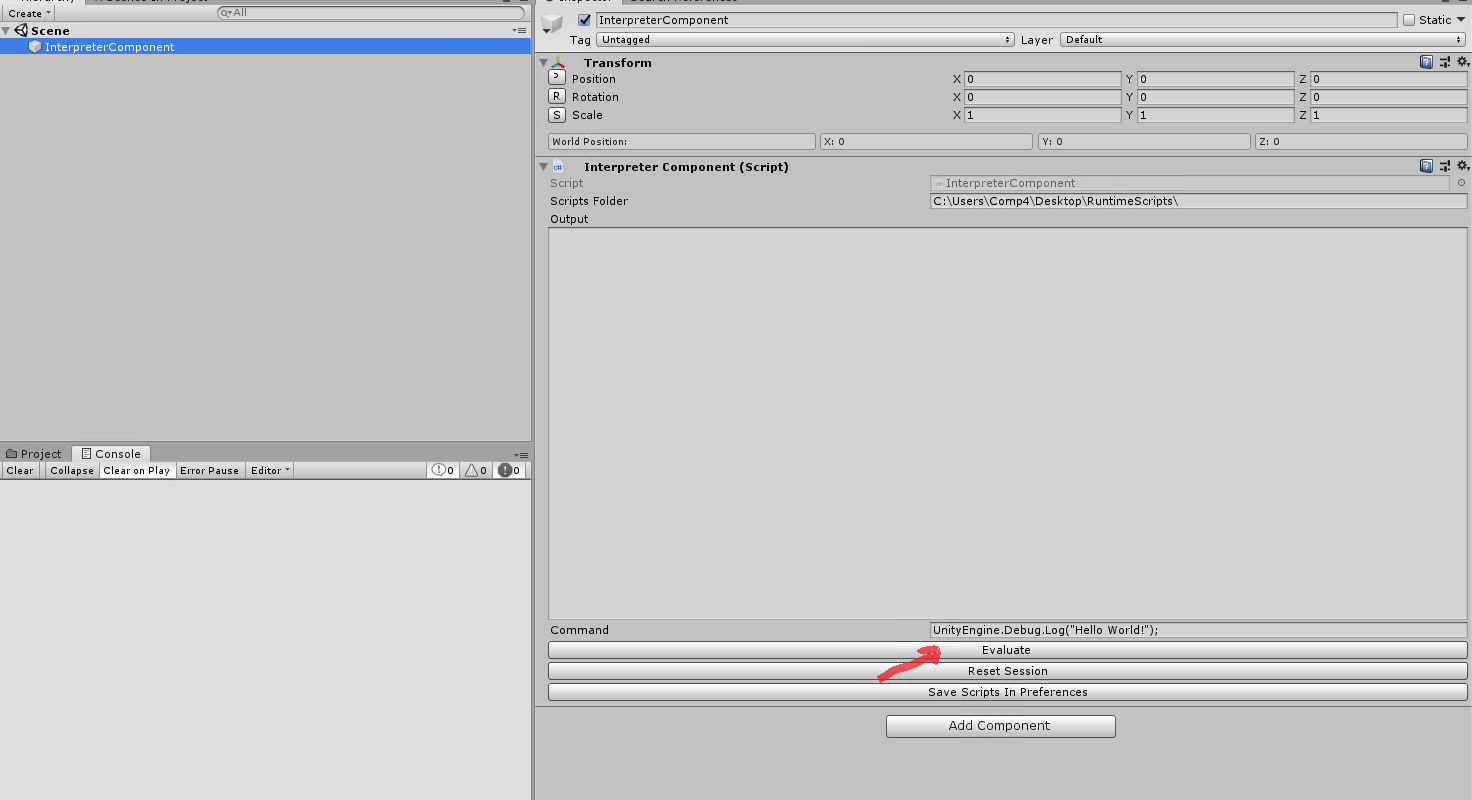 Create
All
Scene
InterpreterComponent
Project
Console
Clear
Collapse
Clear on Play
Error Pause
Editor
0
0
0
InterpreterComponent
Static
Tag
Untagged
Layer
Default
Transform
P
Position
X 0
Y 0
Z 0
R
Rotation
X 0
Y 0
Z 0
S
Scale
X 1
Y 1
Z 1
World Position:
X: 0
Y: 0
Z: 0
Interpreter Component (Script)
Script
InterpreterComponent
Scripts Folder
C:\Users\Comp4\Desktop\RuntimeScripts\
Output
Command
UnityEngine.Debug.Log("Hello World!");
Evaluate
Reset Session
Save Scripts In Preferences
Add Component